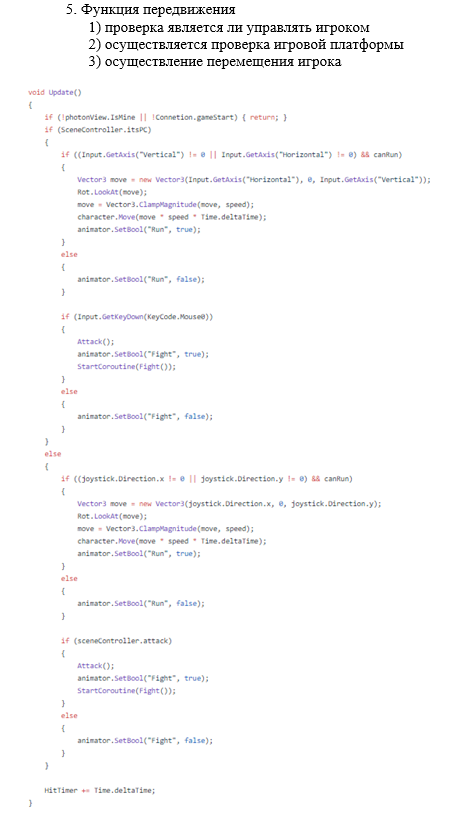 5. Функция передвижения
1) проверка является ли управлять игроком
2) осуществляется проверка игровой платформы
3) осуществление перемещения игрока
void Update()
{
if (!photonView.IsMine || !Connetion.gameStart) { return; }
if (SceneController.itsPC)
{
if ((Input.GetAxis("Vertical") != 0 || Input.GetAxis("Horizontal") != 0) && canRun)
{
Vector3 move = new Vector3(Input.GetAxis("Horizontal"), 0, Input.GetAxis("Vertical"));
Rot.LookAt(move);
move = Vector3.ClampMagnitude(move, speed);
character.Move(move * speed * Time.deltaTime);
animator.SetBool("Run", true);
}
else
{
animator.SetBool("Run", false);
}
if (Input.GetKeyDown(KeyCode.Mouse0))
{
Attack();
animator.SetBool("Fight", true);
StartCoroutine(Fight());
}
else
{
animator.SetBool("Fight", false);
}
}
else
{
if ((joystick.Direction.x != 0 || joystick.Direction.y != 0) && canRun)
{
Vector3 move = new Vector3(joystick.Direction.x, 0, joystick.Direction.y);
Rot.LookAt(move);
move = Vector3.ClampMagnitude(move, speed);
character.Move(move * speed * Time.deltaTime);
animator.SetBool("Run", true);
}
else
{
animator.SetBool("Run", false);
}
if (sceneController.attack)
{
Attack();
animator.SetBool("Fight", true);
StartCoroutine(Fight());
}
else
{
animator.SetBool("Fight", false);
}
}
HitTimer += Time.deltaTime;
}